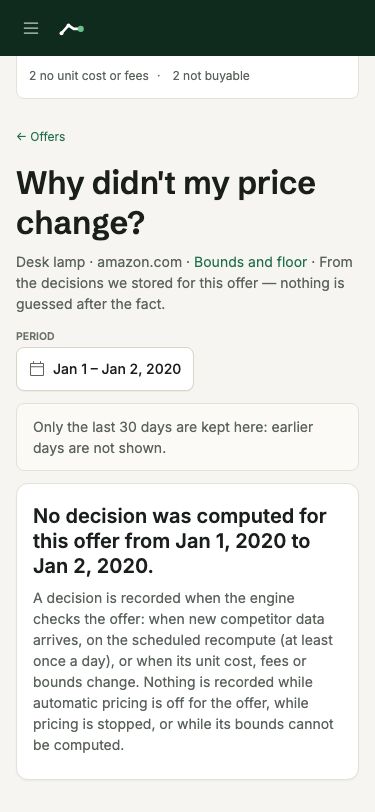 2 no unit cost or fees · 2 not buyable
← Offers
Why didn't my price
change?
Desk lamp · amazon.com · Bounds and floor · From
the decisions we stored for this offer — nothing is
guessed after the fact.
PERIOD
Jan 1 – Jan 2, 2020
Only the last 30 days are kept here: earlier
days are not shown.
No decision was computed for
this offer from Jan 1, 2020 to
Jan 2, 2020.
A decision is recorded when the engine
checks the offer: when new competitor data
arrives, on the scheduled recompute (at least
once a day), or when its unit cost, fees or
bounds change. Nothing is recorded while
automatic pricing is off for the offer, while
pricing is stopped, or while its bounds cannot
be computed.